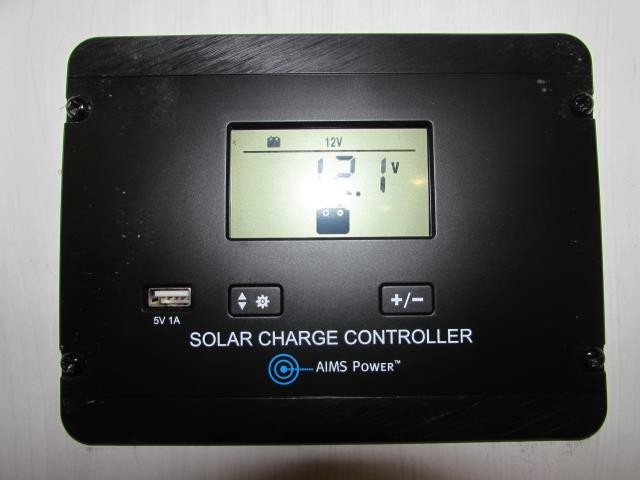 12V
12.1 V
5V 1A
+/−
SOLAR CHARGE CONTROLLER
AIMS POWER™